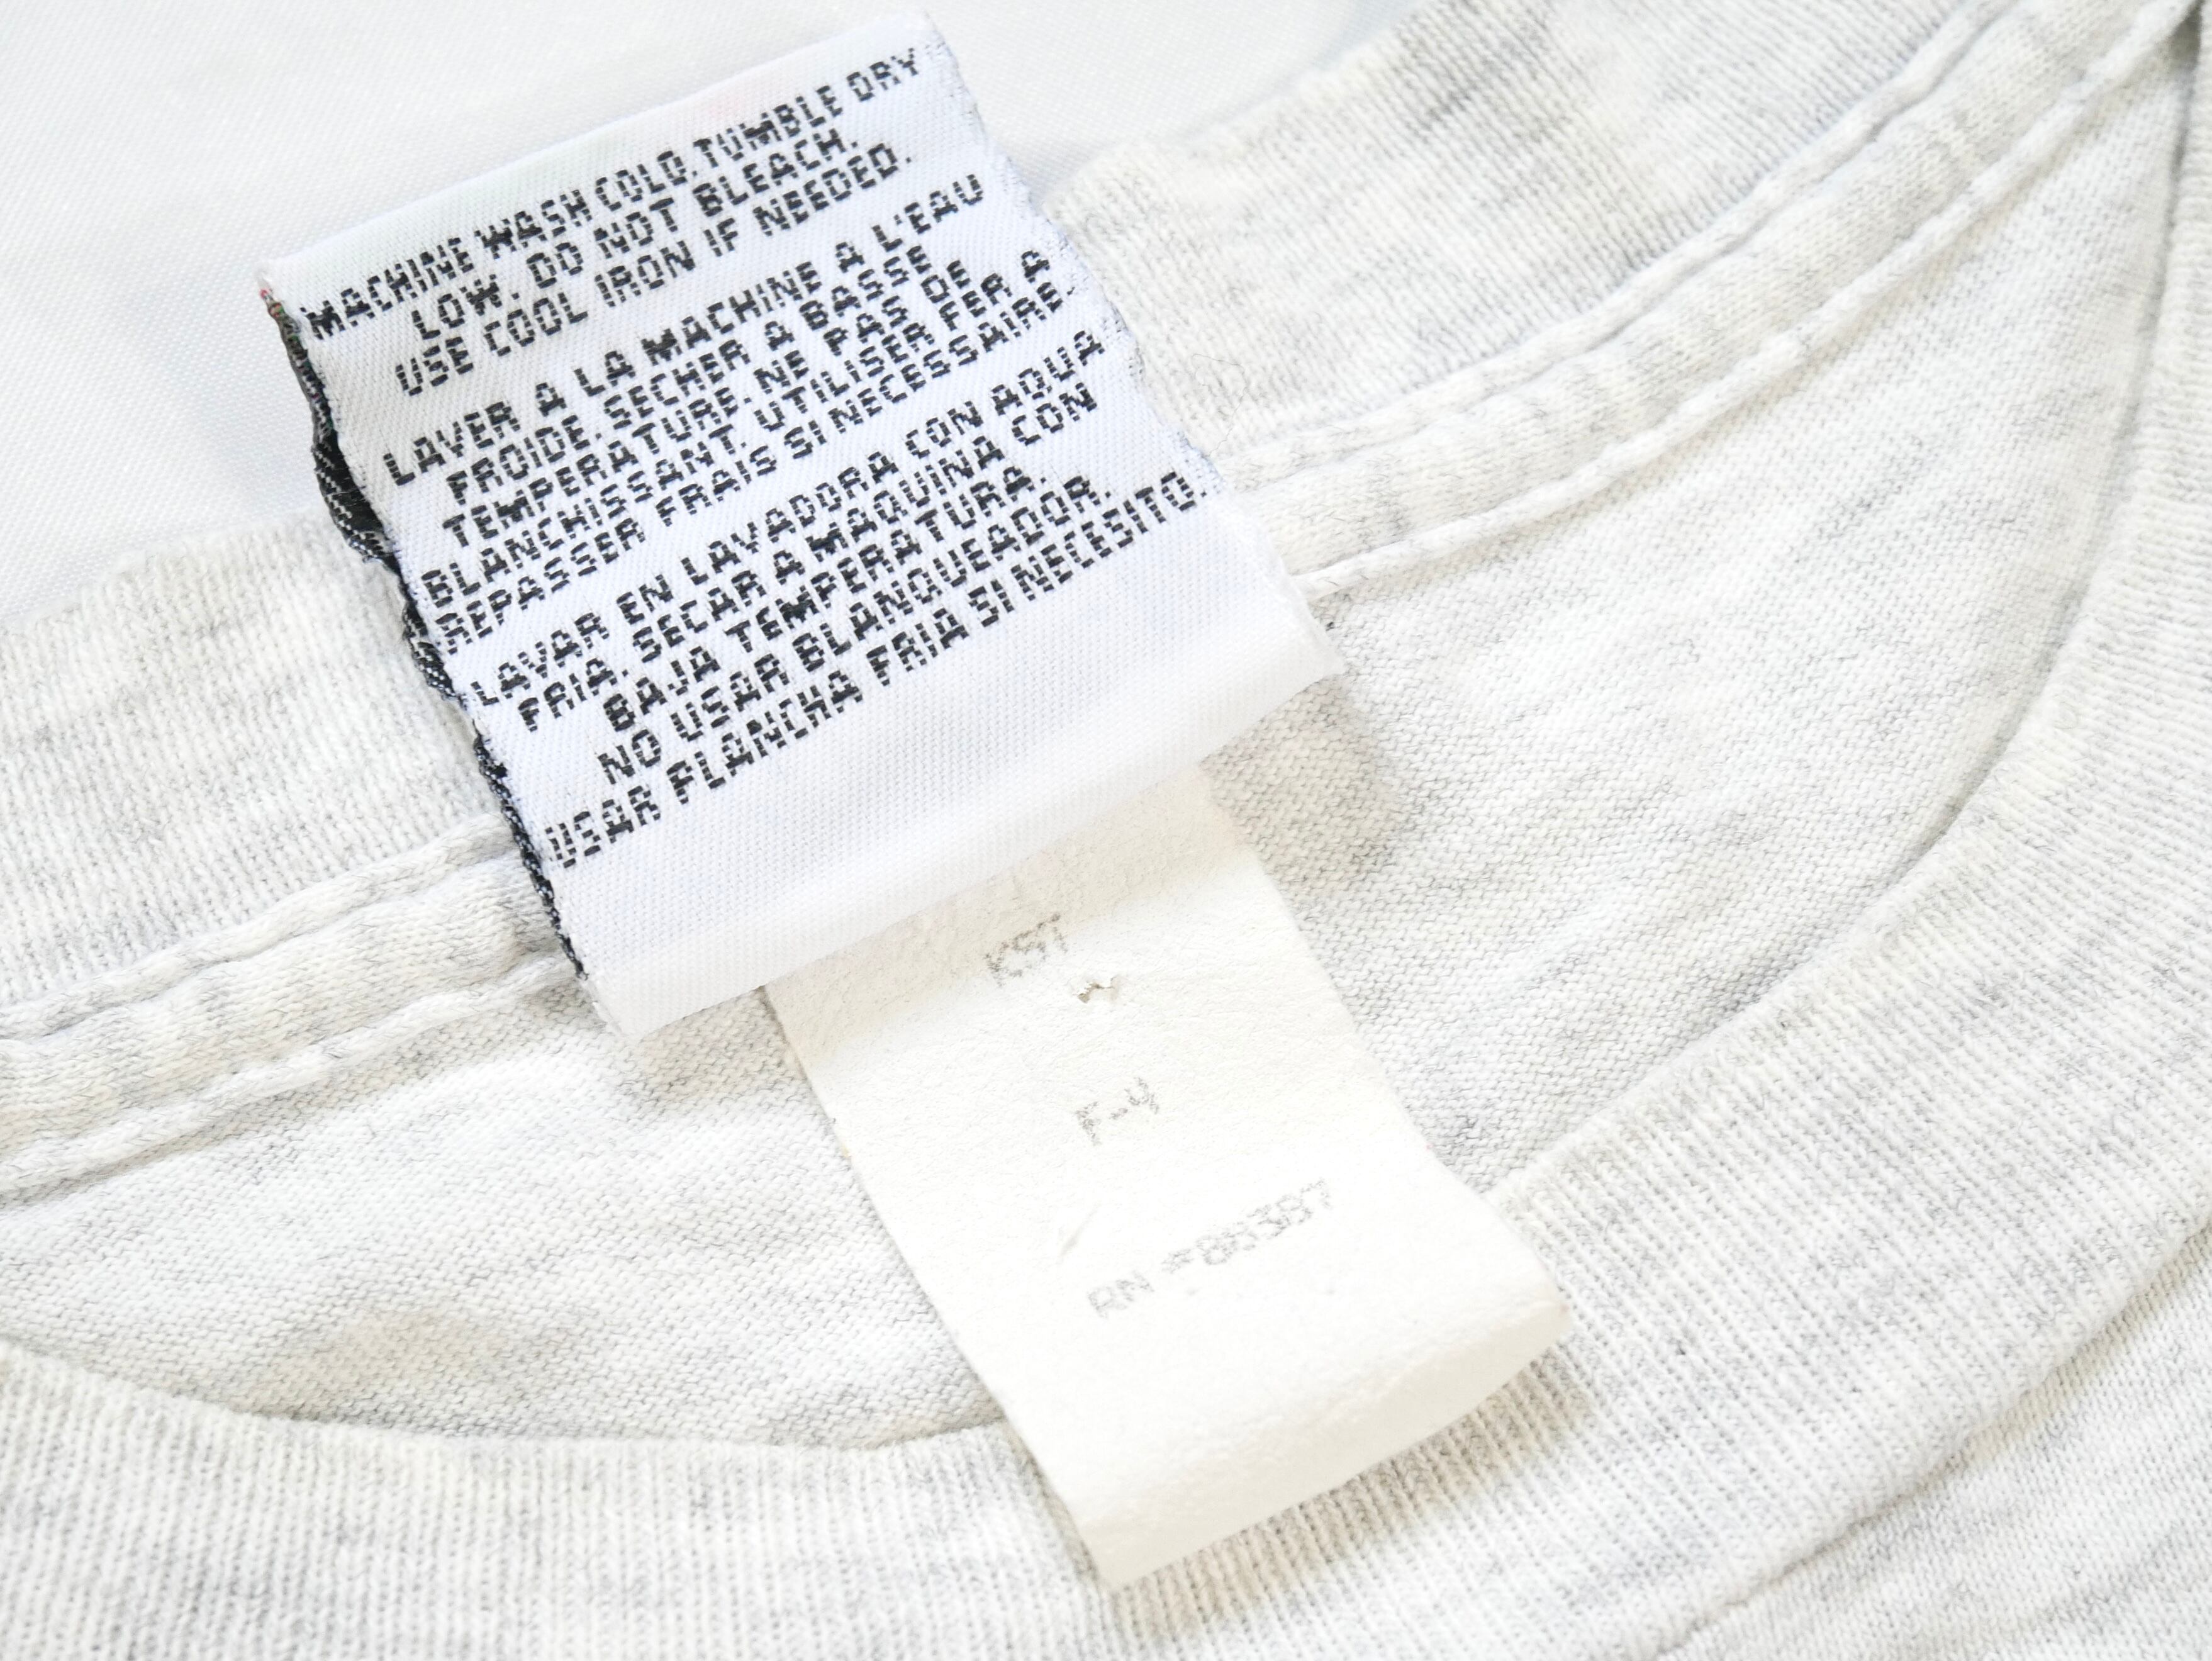 MACHINE WASH COLD. TUMBLE DRY
LOW. DO NOT BLEACH.
USE COOL IRON IF NEEDED.
LAVER A LA MACHINE A L'EAU
FROIDE. SECHER A BASSE
TEMPERATURE. NE PAS DE
BLANCHISSANT. UTILISER FER A
REPASSER FRAIS SI NECESSAIRE
LAVAR EN LAVADORA CON AQUA
FRIA. SECAR A MAQUINA CON
BAJA TEMPERATURA.
NO USAR BLANQUEADOR.
USAR PLANCHA FRIA SI NECESITO.
F-4
RN